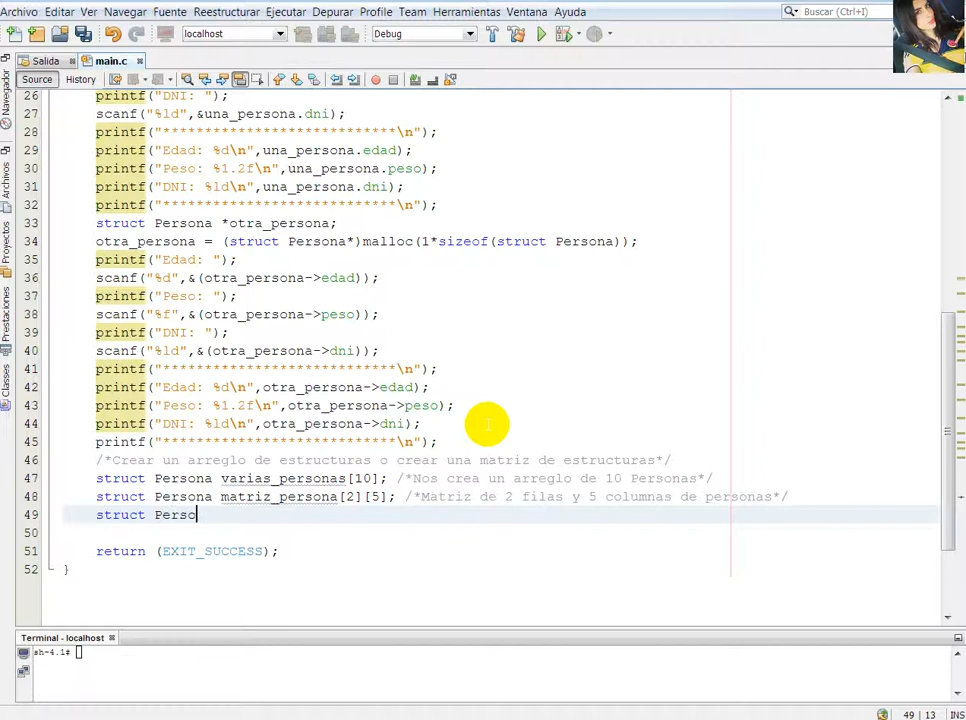 Archivo Editar Ver Navegar Fuente Reestructurar Ejecutar Depurar Profile Team Herramientas Ventana Ayuda
Buscar (Ctrl+I)
localhost
Debug
Salida
main.c
Source History
Navegador
Archivos
Proyectos
Prestaciones
Classes
26 printf("DNI: ");
27 scanf("%ld",&una_persona.dni);
28 printf("****************************\n");
29 printf("Edad: %d\n",una_persona.edad);
30 printf("Peso: %1.2f\n",una_persona.peso);
31 printf("DNI: %ld\n",una_persona.dni);
32 printf("****************************\n");
33 struct Persona *otra_persona;
34 otra_persona = (struct Persona*)malloc(1*sizeof(struct Persona));
35 printf("Edad: ");
36 scanf("%d",&(otra_persona->edad));
37 printf("Peso: ");
38 scanf("%f",&(otra_persona->peso));
39 printf("DNI: ");
40 scanf("%ld",&(otra_persona->dni));
41 printf("****************************\n");
42 printf("Edad: %d\n",otra_persona->edad);
43 printf("Peso: %1.2f\n",otra_persona->peso);
44 printf("DNI: %ld\n",otra_persona->dni);
45 printf("****************************\n");
46 /*Crear un arreglo de estructuras o crear una matriz de estructuras*/
47 struct Persona varias_personas[10]; /*Nos crea un arreglo de 10 Personas*/
48 struct Persona matriz_persona[2][5]; /*Matriz de 2 filas y 5 columnas de personas*/
49 struct Perso
50
51 return (EXIT_SUCCESS);
52 }
Terminal - localhost
sh-4.1#
49 | 13 INS